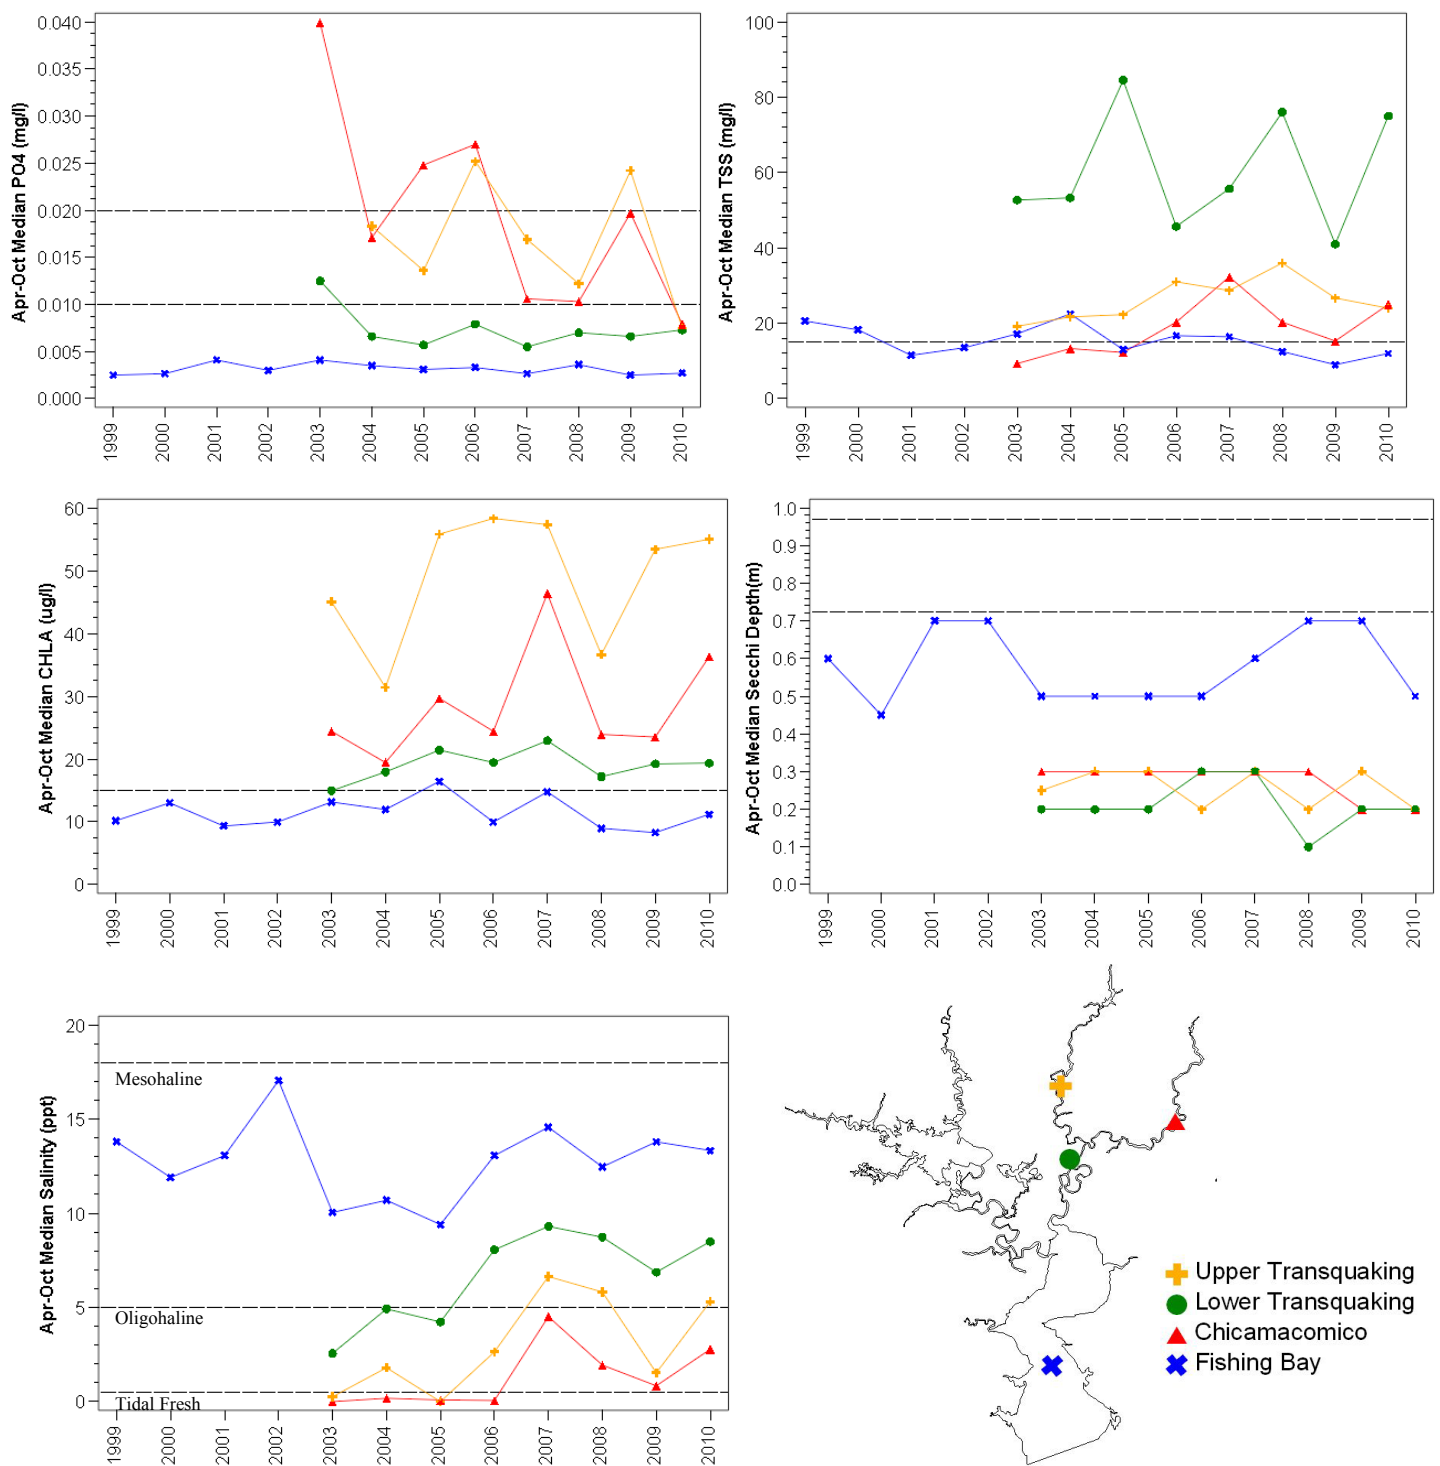 Apr-Oct Median PO4 (mg/l)
0.040
0.035
0.030
0.025
0.020
0.015
0.010
0.005
0.000
1999 2000 2001 2002 2003 2004 2005 2006 2007 2008 2009 2010
Apr-Oct Median TSS (mg/l)
100
80
60
40
20
0
1999 2000 2001 2002 2003 2004 2005 2006 2007 2008 2009 2010
Apr-Oct Median CHLA (ug/l)
60
50
40
30
20
10
0
1999 2000 2001 2002 2003 2004 2005 2006 2007 2008 2009 2010
Apr-Oct Median Secchi Depth(m)
1.0
0.9
0.8
0.7
0.6
0.5
0.4
0.3
0.2
0.1
0.0
1999 2000 2001 2002 2003 2004 2005 2006 2007 2008 2009 2010
Apr-Oct Median Salinity (ppt)
20
15
10
5
0
Mesohaline
Oligohaline
Tidal Fresh
1999 2000 2001 2002 2003 2004 2005 2006 2007 2008 2009 2010
Upper Transquaking
Lower Transquaking
Chicamacomico
Fishing Bay